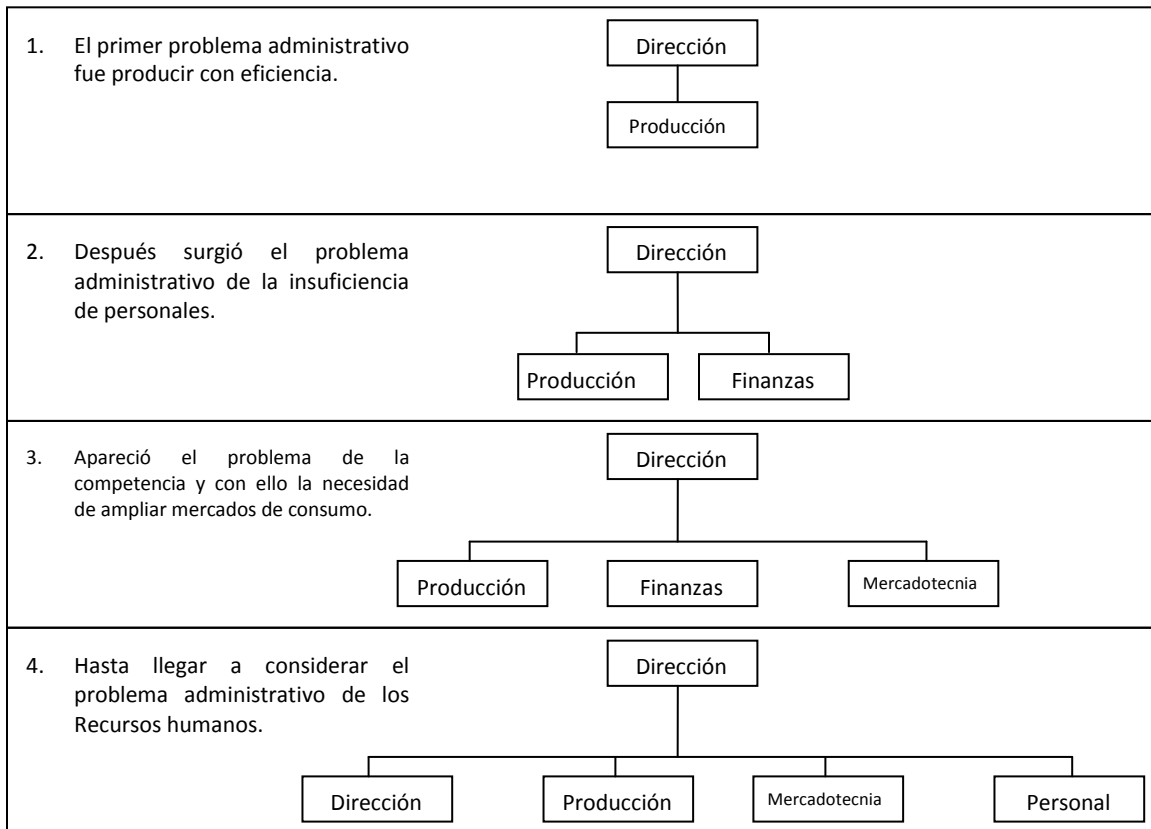 1. El primer problema administrativo
fue producir con eficiencia.
Dirección
Producción
2. Después surgió el problema
administrativo de la insuficiencia
de personales.
Dirección
Producción Finanzas
3. Apareció el problema de la
competencia y con ello la necesidad
de ampliar mercados de consumo.
Dirección
Producción Finanzas Mercadotecnia
4. Hasta llegar a considerar el
problema administrativo de los
Recursos humanos.
Dirección
Dirección Producción Mercadotecnia Personal